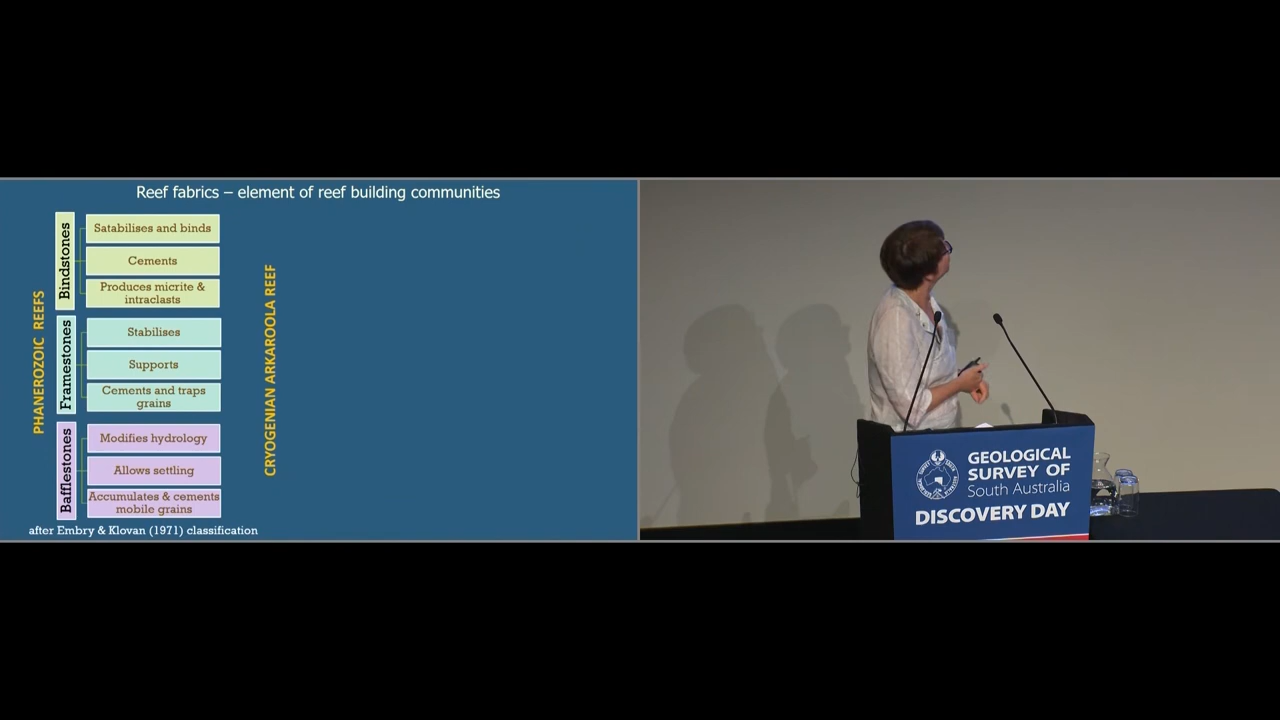 Reef fabrics – element of reef building communities
PHANEROZOIC REEFS
Bindstones
Satabilises and binds
Cements
Produces micrite &
intraclasts
Framestones
Stabilises
Supports
Cements and traps
grains
Bafflestones
Modifies hydrology
Allows settling
Accumulates & cements
mobile grains
CRYOGENIAN ARKAROOLA REEF
after Embry & Klovan (1971) classification
GEOLOGICAL
SURVEY OF
South Australia
DISCOVERY DAY